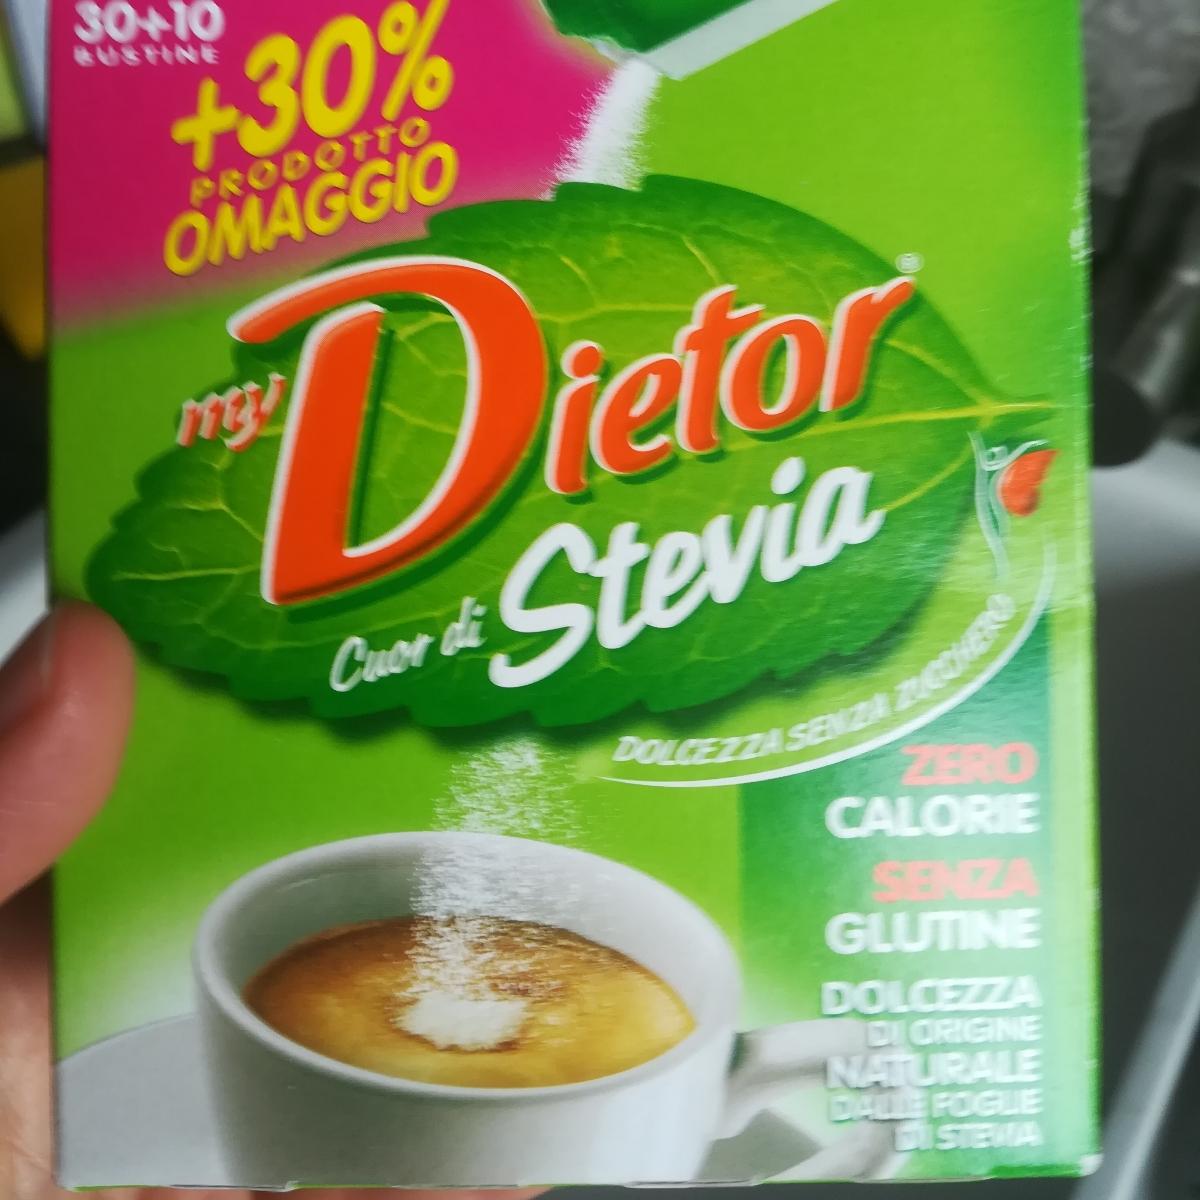 30+10
BUSTINE
+30%
PRODOTTO
OMAGGIO
my Dietor®
Cuor di Stevia
DOLCEZZA SENZA ZUCCHERO
ZERO
CALORIE
SENZA
GLUTINE
DOLCEZZA
DI ORIGINE
NATURALE
DALLE FOGLIE
DI STEVIA